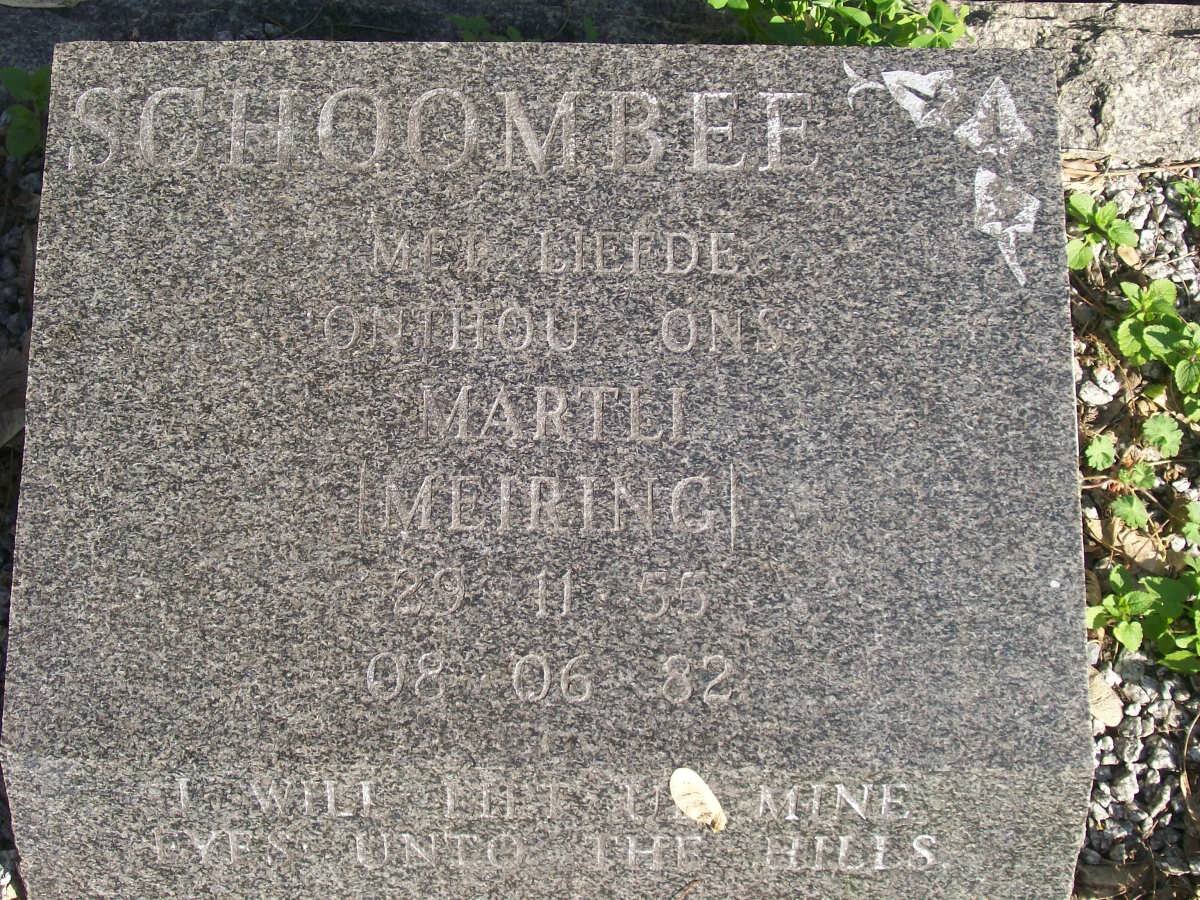 SCHOOMBEE
MET LIEFDE
ONTHOU ONS
MARTLI
(MEIRING)
29 11 55
08 06 82
I WILL LIFT MINE
EYES UNTO THE HILLS